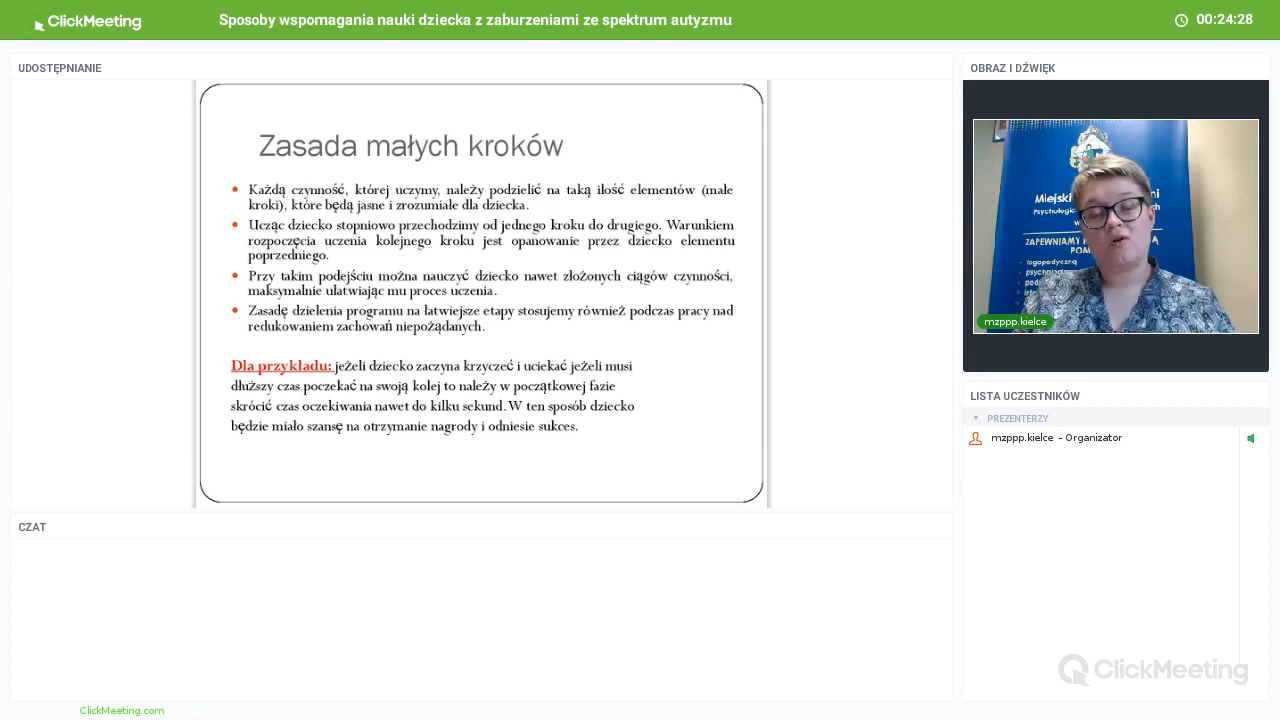 ClickMeeting
Sposoby wspomagania nauki dziecka z zaburzeniami ze spektrum autyzmu
00:24:28
UDOSTĘPNIANIE
Zasada małych kroków
• Każdą czynność, której uczymy, należy podzielić na taką ilość elementów (małe
kroki), które będą jasne i zrozumiałe dla dziecka.
• Ucząc dziecko stopniowo przechodzimy od jednego kroku do drugiego. Warunkiem
rozpoczęcia uczenia kolejnego kroku jest opanowanie przez dziecko elementu
poprzedniego.
• Przy takim podejściu można nauczyć dziecko nawet złożonych ciągów czynności,
maksymalnie ułatwiając mu proces uczenia.
• Zasadę dzielenia programu na łatwiejsze etapy stosujemy również podczas pracy nad
redukowaniem zachowań niepożądanych.
Dla przykładu: jeżeli dziecko zaczyna krzyczeć i uciekać jeżeli musi
dłuższy czas poczekać na swoją kolej to należy w początkowej fazie
skrócić czas oczekiwania nawet do kilku sekund. W ten sposób dziecko
będzie miało szansę na otrzymanie nagrody i odniesie sukces.
CZAT
ClickMeeting.com
OBRAZ I DŹWIĘK
Miejski
Psychologic
ZAPEWNIAMY
POM
logopedyczną
mzppp.kielce
LISTA UCZESTNIKÓW
PREZENTERZY
mzppp.kielce - Organizator
ClickMeeting